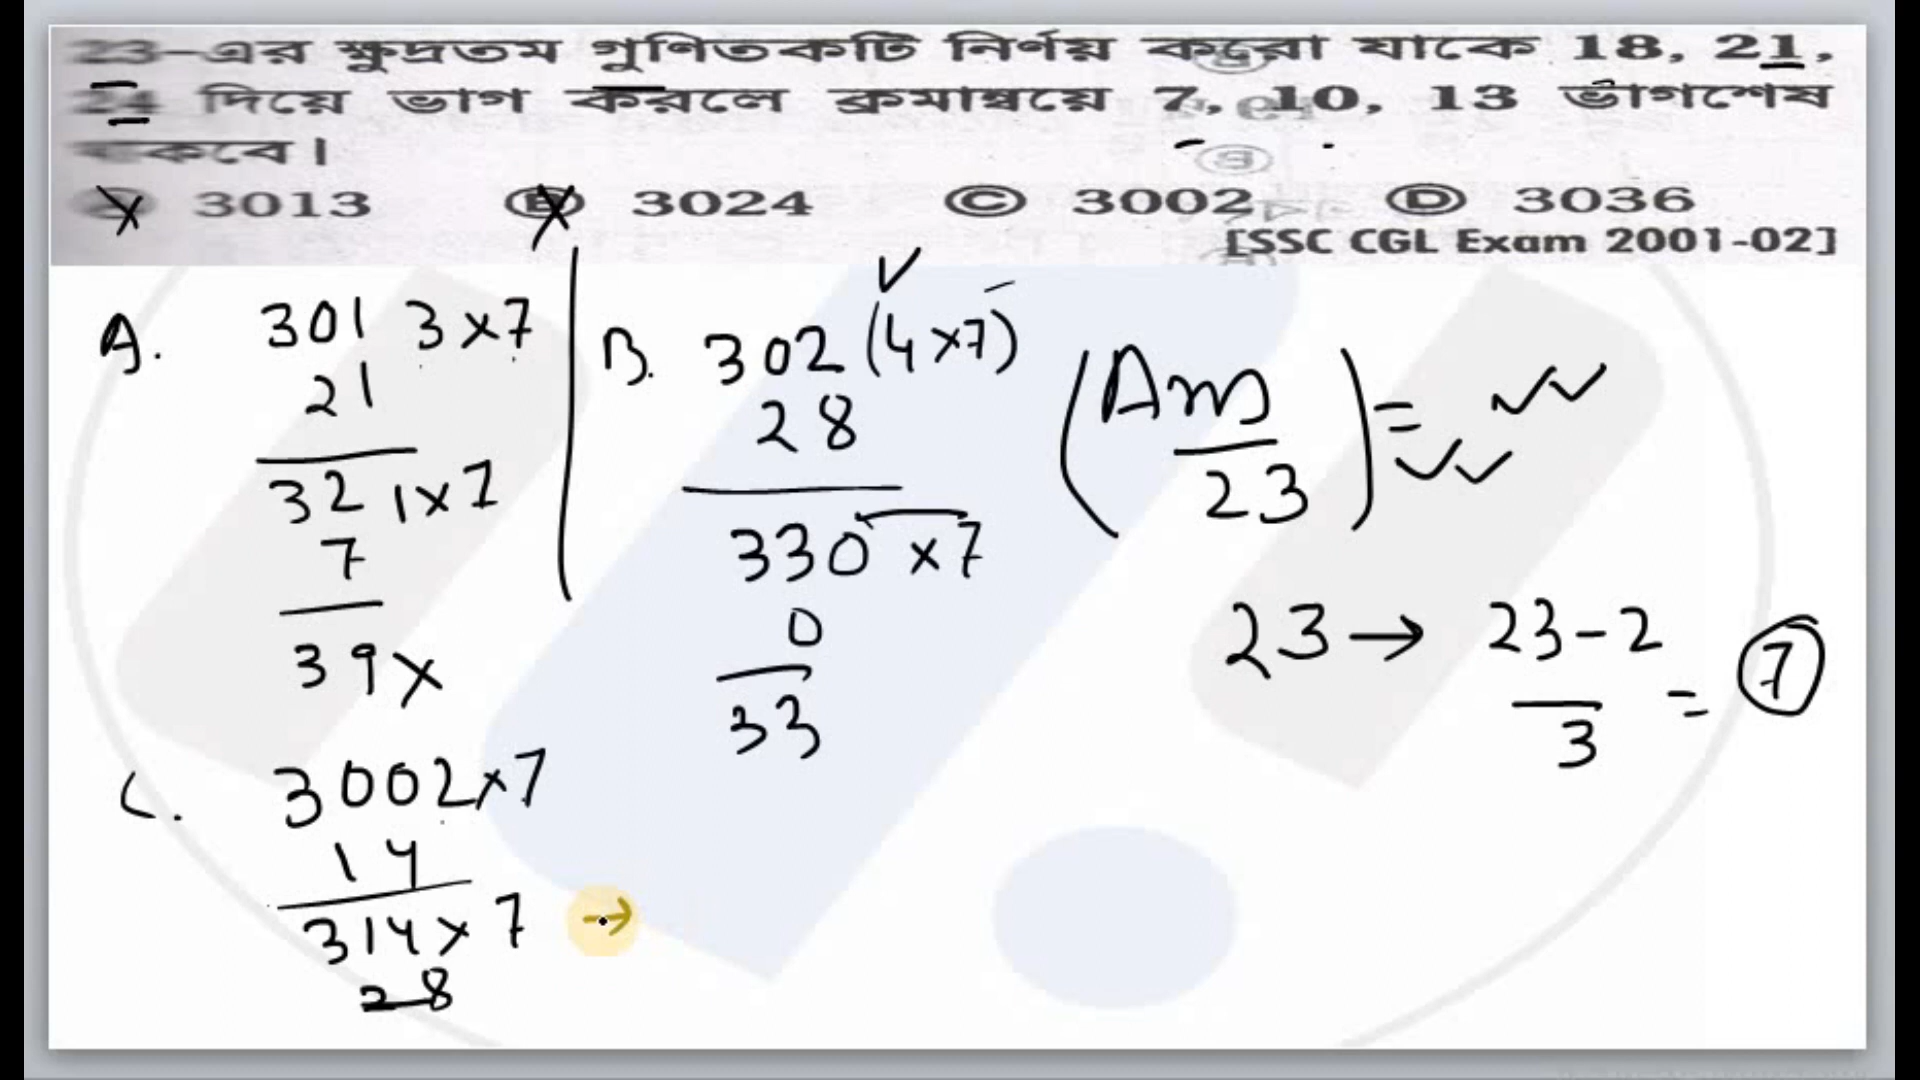 23-এর ক্ষুদ্রতম গুণিতকটি নির্ণয় করো যাকে 18, 21,
24 দিয়ে ভাগ করলে ক্রমান্বয়ে 7, 10, 13 ভাগশেষ
থাকবে।
3013 B 3024 C 3002 D 3036
[SSC CGL Exam 2001-02]
A. 3013×7
21
321×7
7
39×
B. 302(4×7)
28
330×7
0
33
(Ans/23) =
23→ 23-2/3 = 7
C. 3002×7
14
314×7 →
28